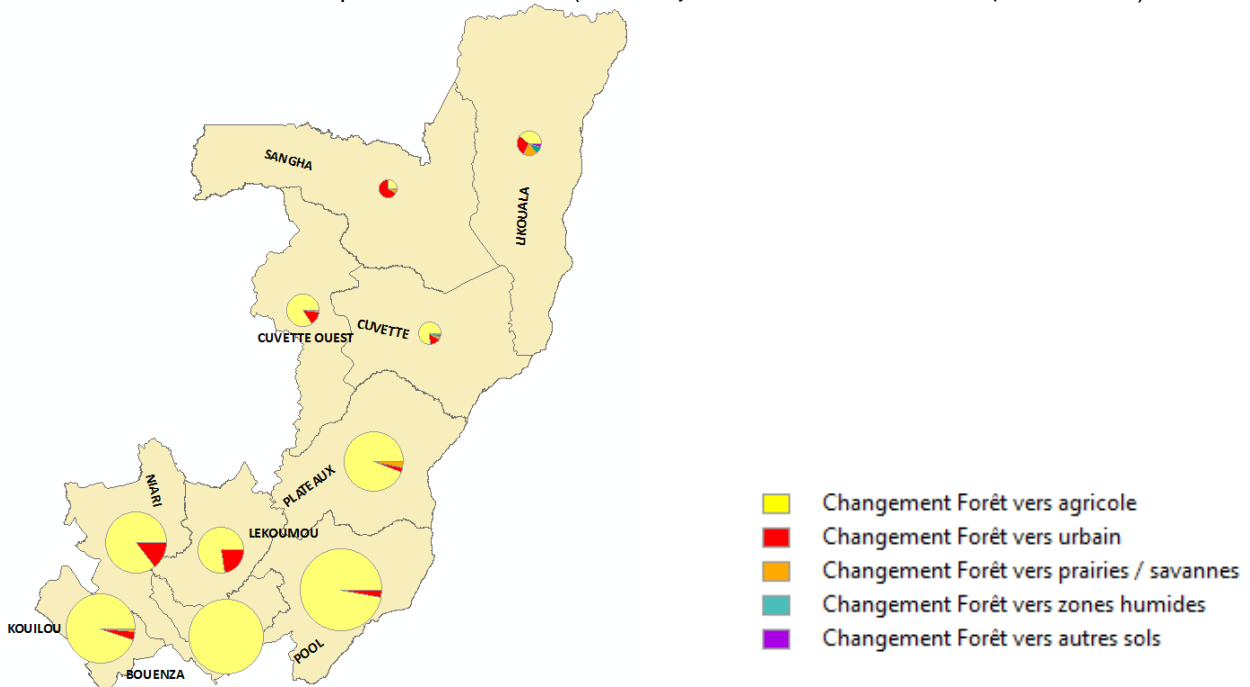 SANGHA
LIKOUALA
CUVETTE OUEST
CUVETTE
PLATEAUX
NIARI
LEKOUMOU
KOUILOU
BOUENZA
POOL
Changement Forêt vers agricole
Changement Forêt vers urbain
Changement Forêt vers prairies / savannes
Changement Forêt vers zones humides
Changement Forêt vers autres sols